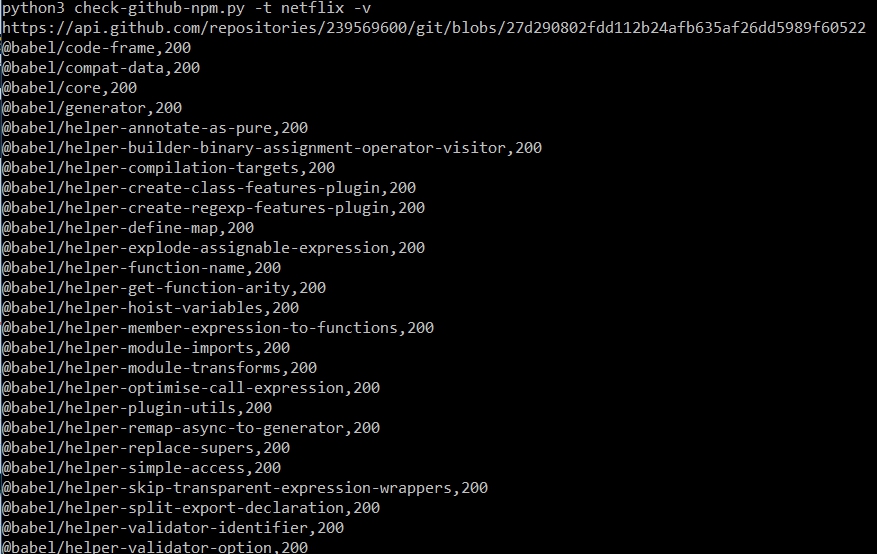 python3 check-github-npm.py -t netflix -v
https://api.github.com/repositories/239569600/git/blobs/27d290802fdd112b24afb635af26dd5989f60522
@babel/code-frame,200
@babel/compat-data,200
@babel/core,200
@babel/generator,200
@babel/helper-annotate-as-pure,200
@babel/helper-builder-binary-assignment-operator-visitor,200
@babel/helper-compilation-targets,200
@babel/helper-create-class-features-plugin,200
@babel/helper-create-regexp-features-plugin,200
@babel/helper-define-map,200
@babel/helper-explode-assignable-expression,200
@babel/helper-function-name,200
@babel/helper-get-function-arity,200
@babel/helper-hoist-variables,200
@babel/helper-member-expression-to-functions,200
@babel/helper-module-imports,200
@babel/helper-module-transforms,200
@babel/helper-optimise-call-expression,200
@babel/helper-plugin-utils,200
@babel/helper-remap-async-to-generator,200
@babel/helper-replace-supers,200
@babel/helper-simple-access,200
@babel/helper-skip-transparent-expression-wrappers,200
@babel/helper-split-export-declaration,200
@babel/helper-validator-identifier,200
@babel/helper-validator-option,200